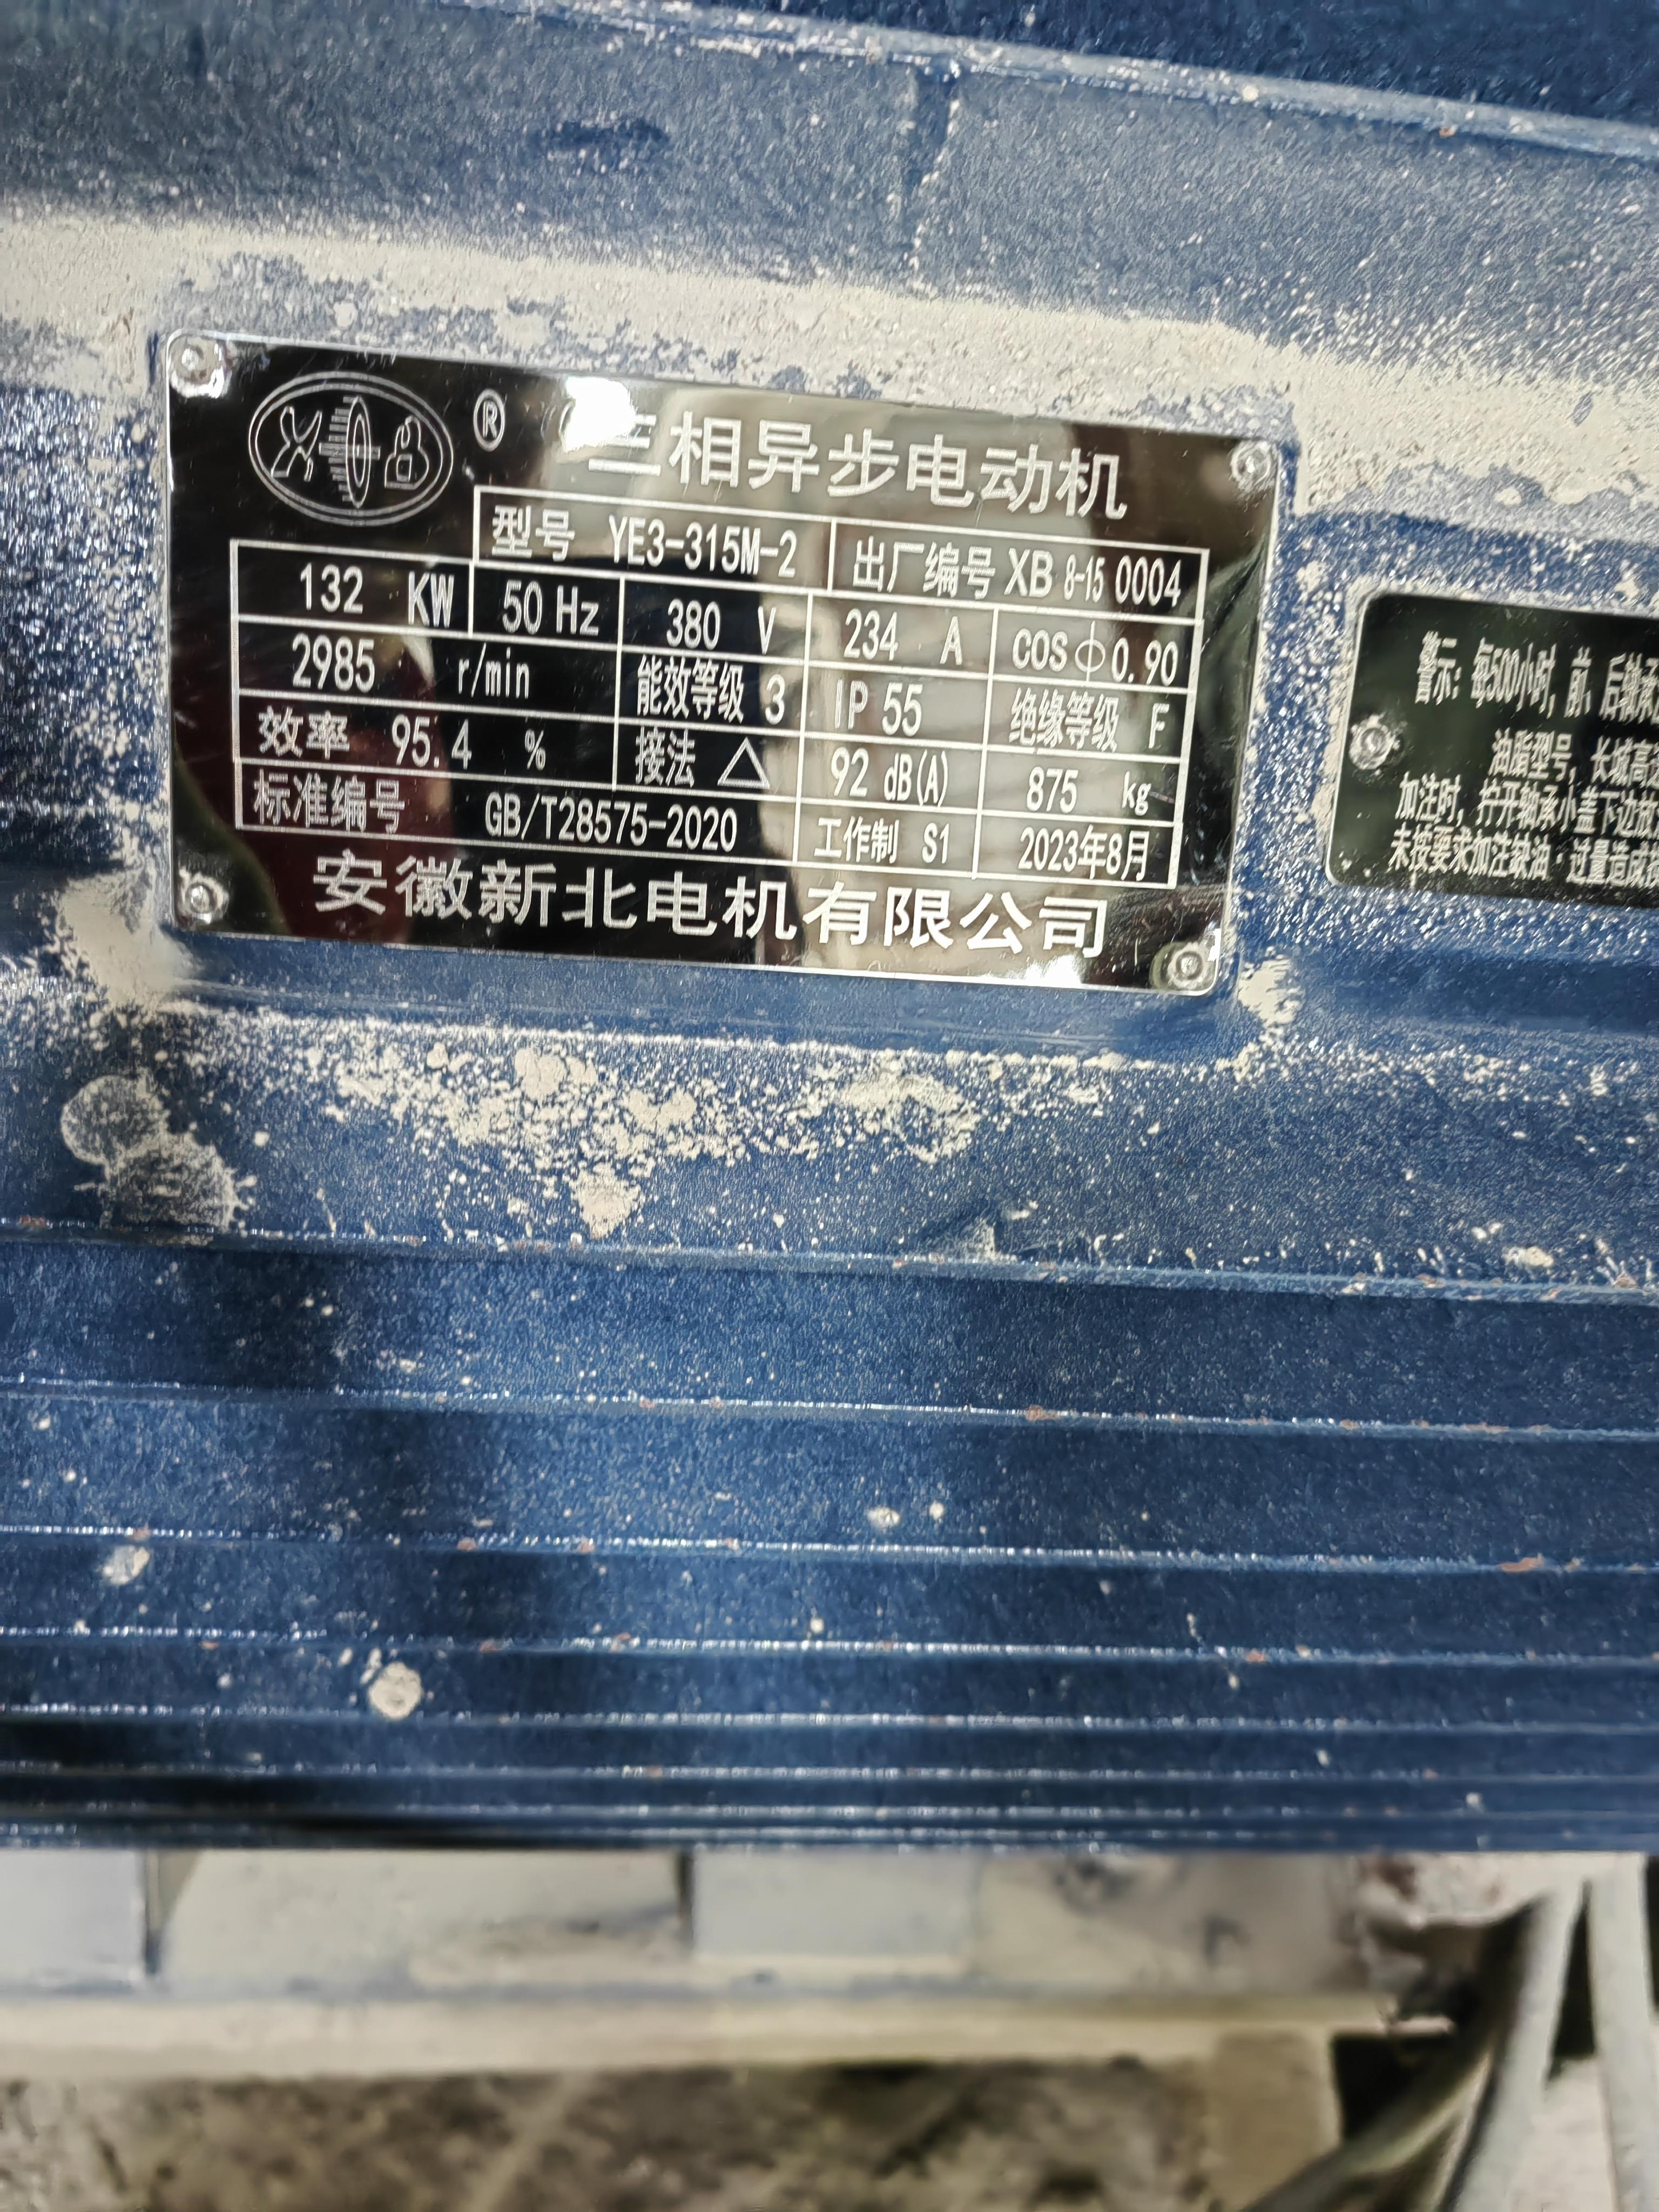 ® 三相异步电动机
型号 YE3-315M-2 出厂编号 XB 8-15 0004
132 KW 50 Hz 380 V 234 A COSΦ0.90
2985 r/min 能效等级 3 IP 55 绝缘等级 F
效率 95.4 % 接法 △ 92 dB(A) 875 kg
标准编号 GB/T28575-2020 工作制 S1 2023年8月
安徽新北电机有限公司
警示: 每500小时, 前. 后轴承
油脂型号, 长城高
加注时, 拧开轴承小盖下边放
未按要求加注缺油·过量造成